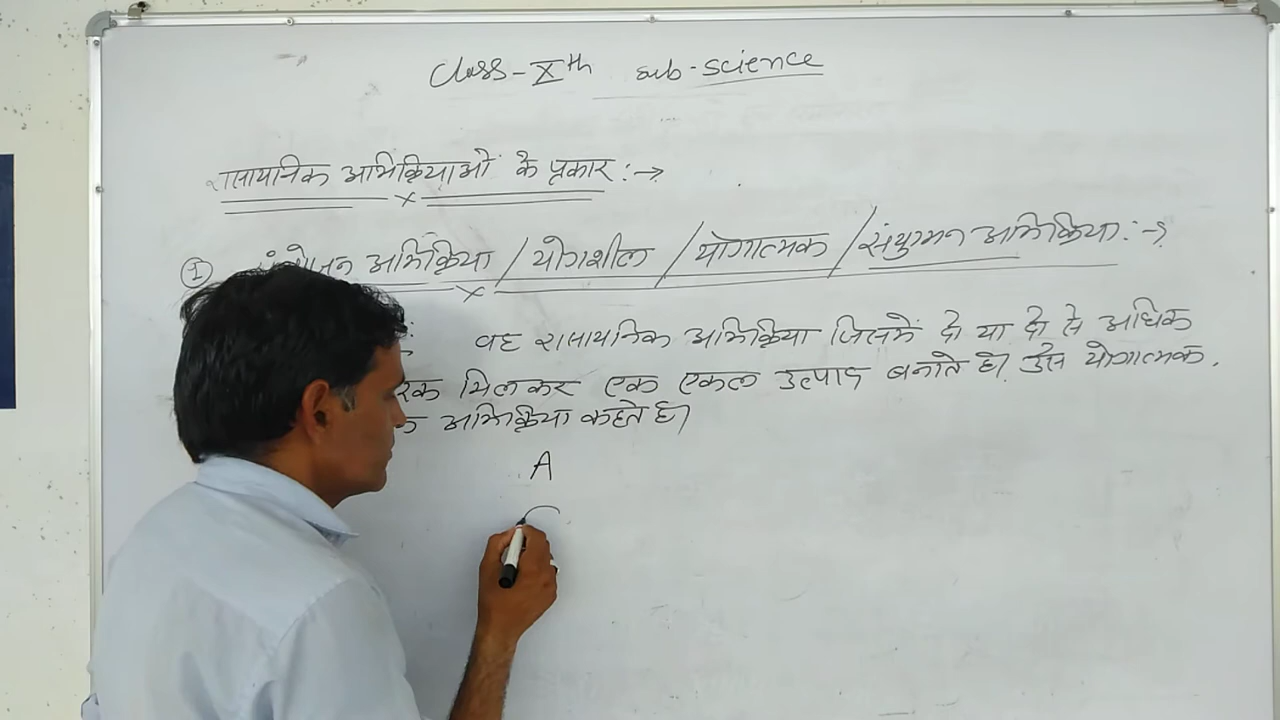 Class-Xth sub-science
रासायनिक अभिक्रियाओं के प्रकार :→
① अभिक्रिया / योगशील / योगात्मक / संयुग्मन अभिक्रिया :→
वह रासायनिक अभिक्रिया जिसमें दो या दो से अधिक
मिलकर एक एकल उत्पाद बनाते है। उसे योगात्मक
अभिक्रिया कहते है।
A